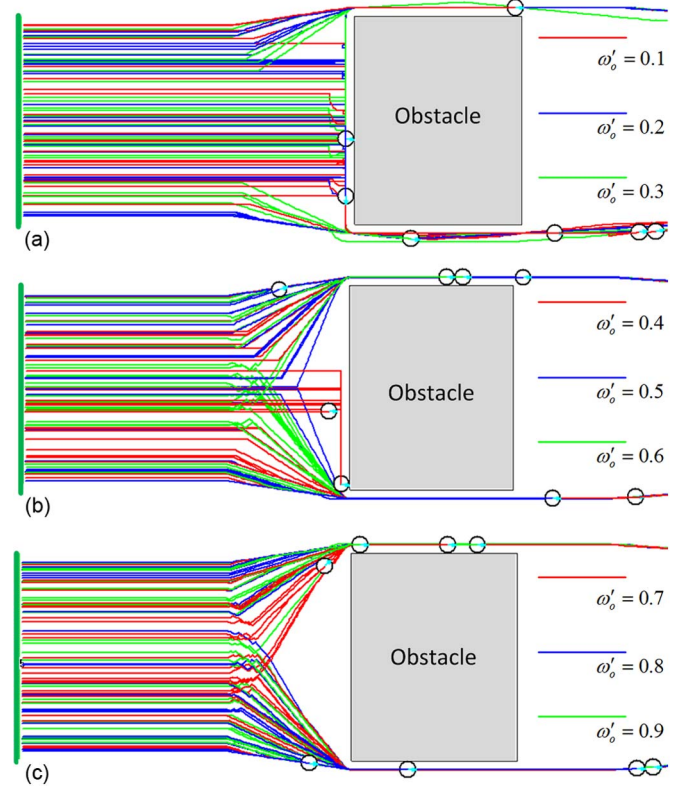 Obstacle
ω′ₒ = 0.1
ω′ₒ = 0.2
ω′ₒ = 0.3
(a)
Obstacle
ω′ₒ = 0.4
ω′ₒ = 0.5
ω′ₒ = 0.6
(b)
Obstacle
ω′ₒ = 0.7
ω′ₒ = 0.8
ω′ₒ = 0.9
(c)